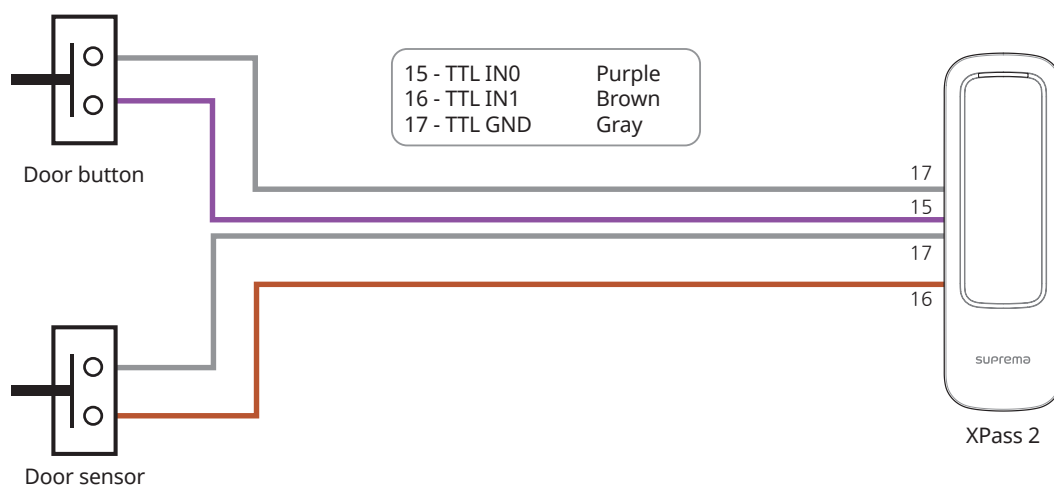 15 - TTL IN0 Purple
16 - TTL IN1 Brown
17 - TTL GND Gray
Door button
17
15
17
16
suprema
XPass 2
Door sensor